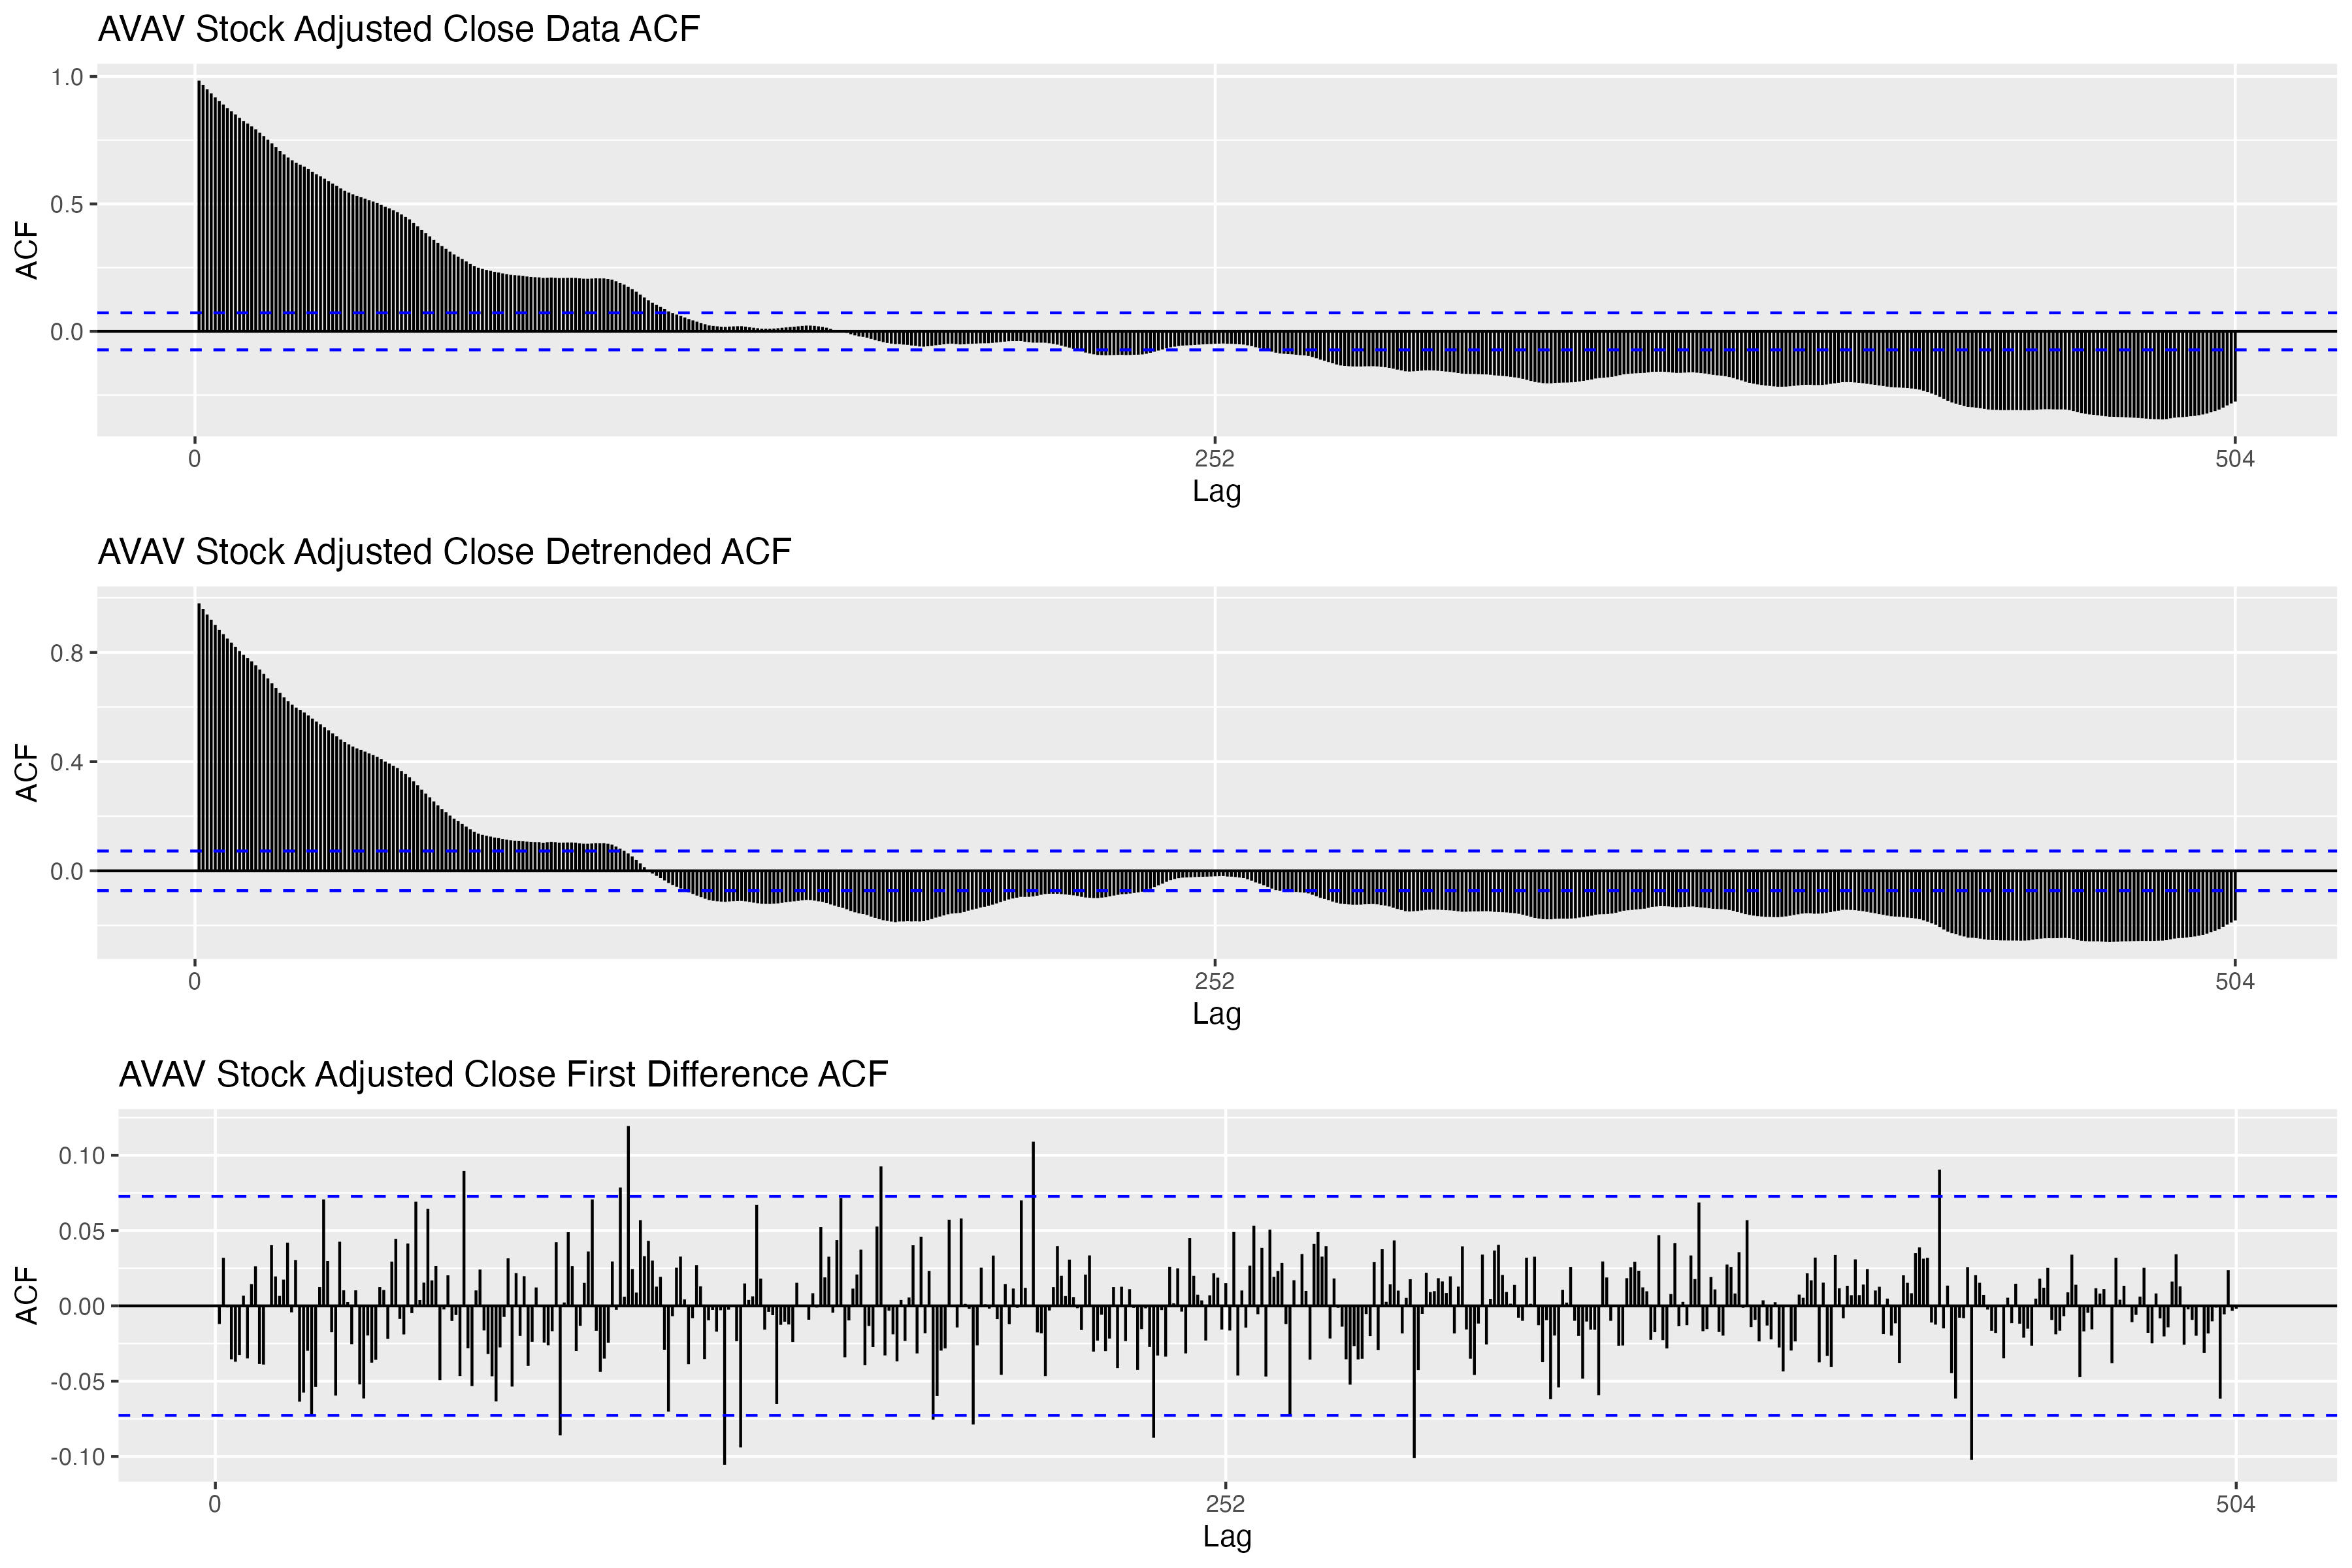 AVAV Stock Adjusted Close Data ACF
1.0
0.5
0.0
ACF
0 252 504
Lag
AVAV Stock Adjusted Close Detrended ACF
0.8
0.4
0.0
ACF
0 252 504
Lag
AVAV Stock Adjusted Close First Difference ACF
0.10
0.05
0.00
-0.05
-0.10
ACF
0 252 504
Lag